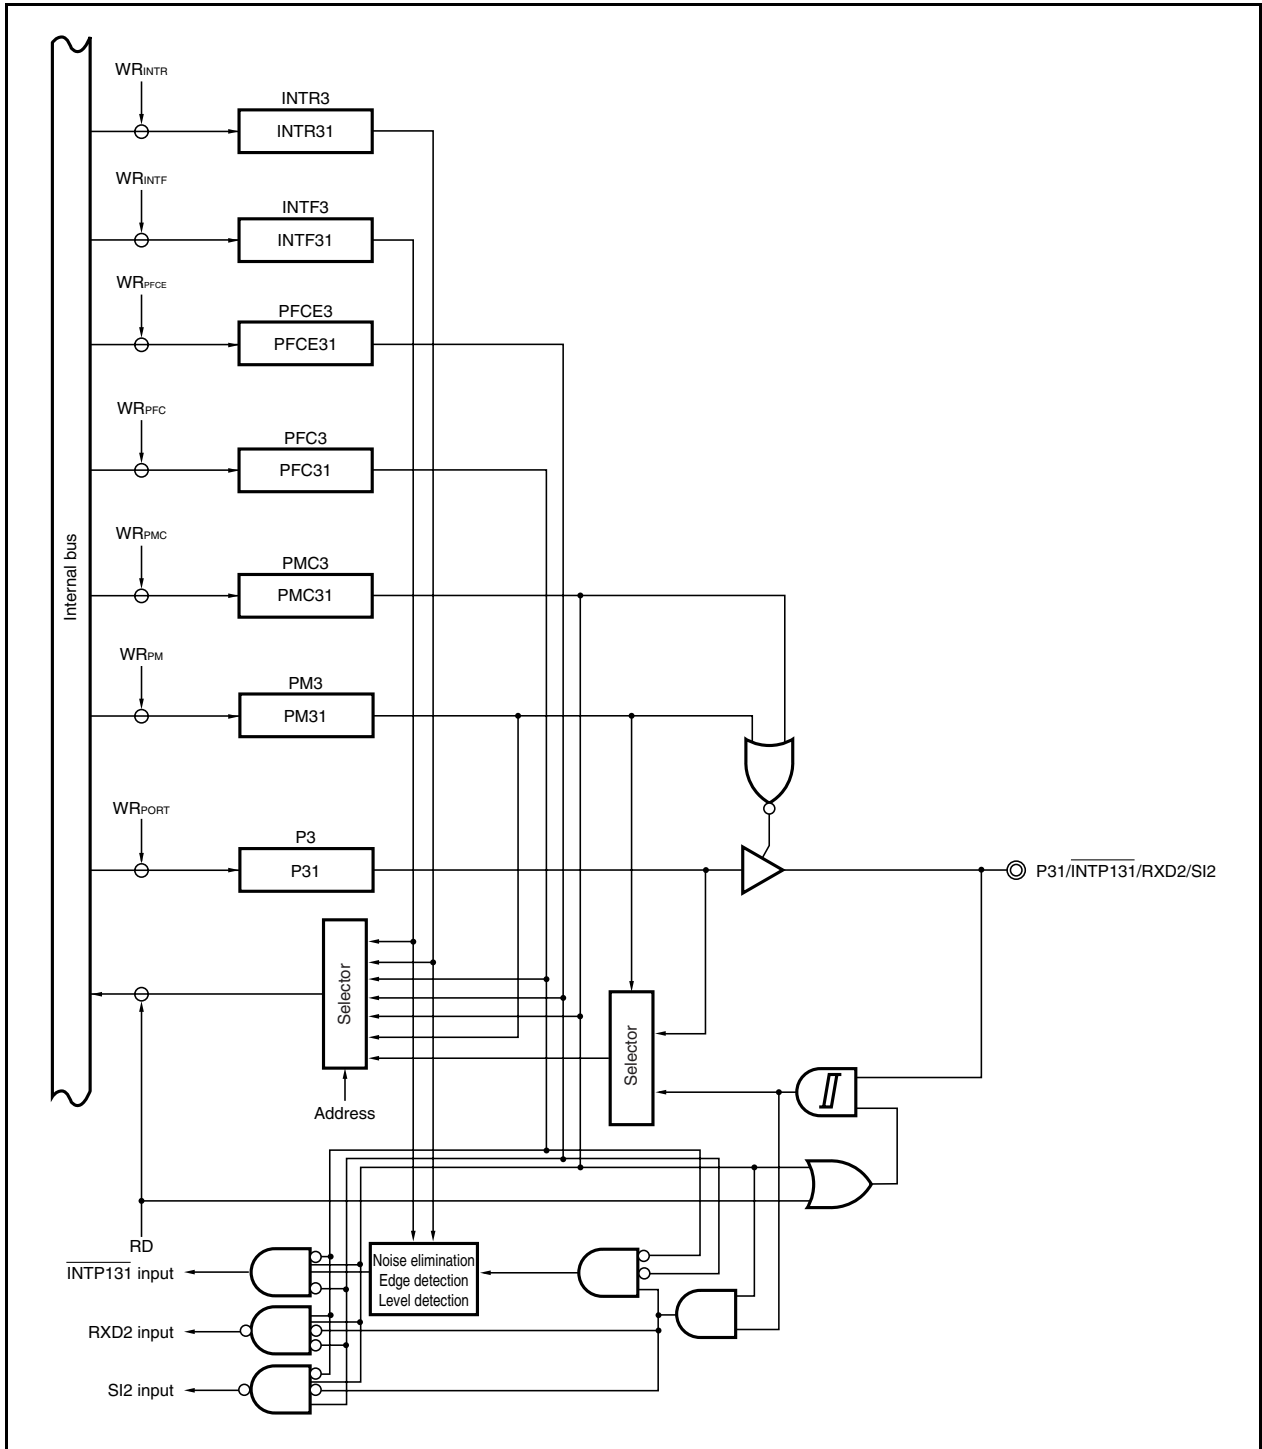 WRINTR
INTR3
INTR31
WRINTF
INTF3
INTF31
WRPFCE
PFCE3
PFCE31
WRPFC
PFC3
PFC31
WRPMC
PMC3
PMC31
Internal bus
WRPM
PM3
PM31
WRPORT
P3
P31
P31/INTP131/RXD2/SI2
Selector
Selector
Address
RD
INTP131 input
Noise elimination
Edge detection
Level detection
RXD2 input
SI2 input